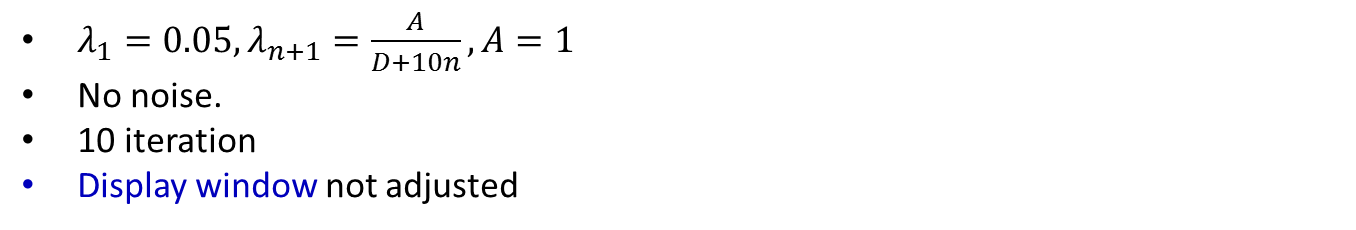 • λ₁ = 0.05, λₙ₊₁ = A/(D+10n), A = 1
• No noise.
• 10 iteration
• Display window not adjusted